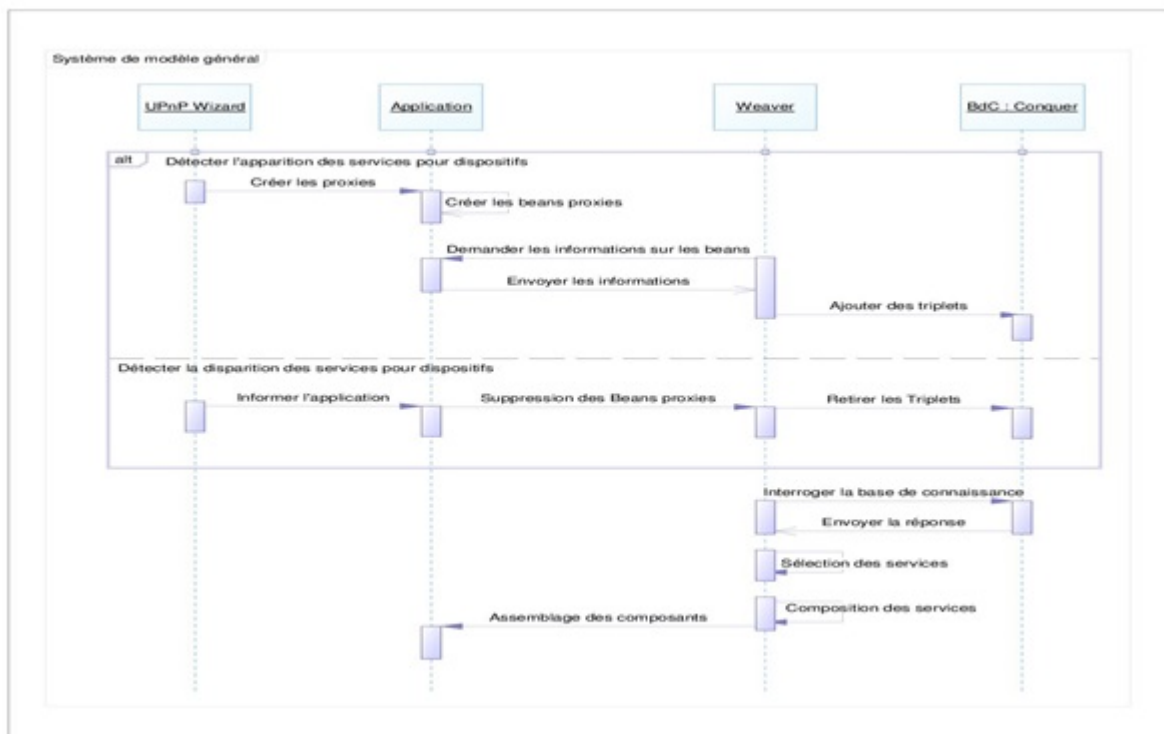 Système de modèle général
UPnP Wizard
Application
Weaver
BdC : Conquer
alt
Détecter l'apparition des services pour dispositifs
Créer les proxies
Créer les beans proxies
Demander les informations sur les beans
Envoyer les informations
Ajouter des triplets
Détecter la disparition des services pour dispositifs
Informer l'application
Suppression des Beans proxies
Retirer les Triplets
Interroger la base de connaissance
Envoyer la réponse
Sélection des services
Composition des services
Assemblage des composants